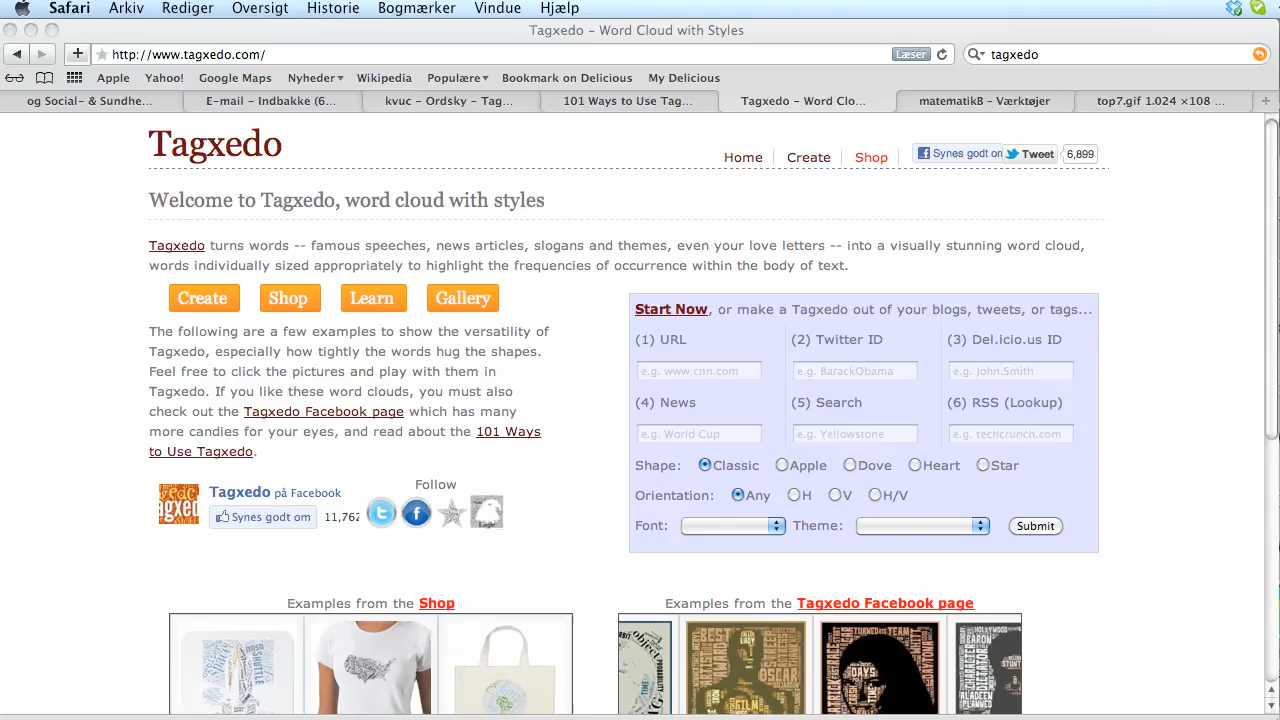 Safari Arkiv Rediger Oversigt Historie Bogmærker Vindue Hjælp
Tagxedo – Word Cloud with Styles
http://www.tagxedo.com/ Læser tagxedo
Apple Yahoo! Google Maps Nyheder Wikipedia Populære Bookmark on Delicious My Delicious
og Social- & Sundhe... E-mail – Indbakke (6... kvuc – Ordsky – Tag... 101 Ways to Use Tag... Tagxedo – Word Clo... matematikB – Værktøjer top7.gif 1.024 ×108 ...
Tagxedo
Home Create Shop Synes godt om Tweet 6,899
Welcome to Tagxedo, word cloud with styles
Tagxedo turns words -- famous speeches, news articles, slogans and themes, even your love letters -- into a visually stunning word cloud,
words individually sized appropriately to highlight the frequencies of occurrence within the body of text.
Create Shop Learn Gallery
The following are a few examples to show the versatility of
Tagxedo, especially how tightly the words hug the shapes.
Feel free to click the pictures and play with them in
Tagxedo. If you like these word clouds, you must also
check out the Tagxedo Facebook page which has many
more candies for your eyes, and read about the 101 Ways
to Use Tagxedo.
Tagxedo på Facebook
Synes godt om 11,762
Follow
Start Now, or make a Tagxedo out of your blogs, tweets, or tags...
(1) URL (2) Twitter ID (3) Del.icio.us ID
e.g. www.cnn.com e.g. BarackObama e.g. John.Smith
(4) News (5) Search (6) RSS (Lookup)
e.g. World Cup e.g. Yellowstone e.g. techcrunch.com
Shape: Classic Apple Dove Heart Star
Orientation: Any H V H/V
Font: Theme: Submit
Examples from the Shop
Examples from the Tagxedo Facebook page